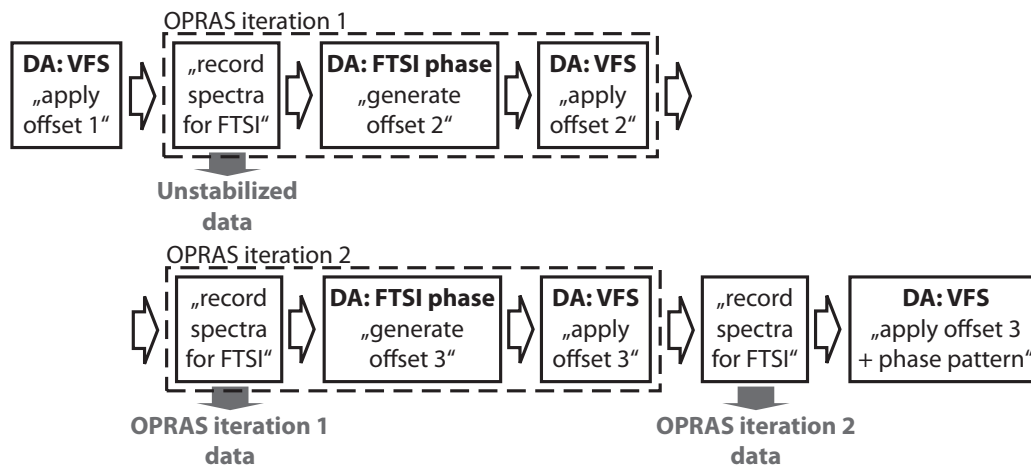 OPRAS iteration 1
DA: VFS
„apply
offset 1“
„record
spectra
for FTSI“
DA: FTSI phase
„generate
offset 2“
DA: VFS
„apply
offset 2“
Unstabilized
data
OPRAS iteration 2
„record
spectra
for FTSI“
DA: FTSI phase
„generate
offset 3“
DA: VFS
„apply
offset 3“
„record
spectra
for FTSI“
DA: VFS
„apply offset 3
+ phase pattern“
OPRAS iteration 1
data
OPRAS iteration 2
data